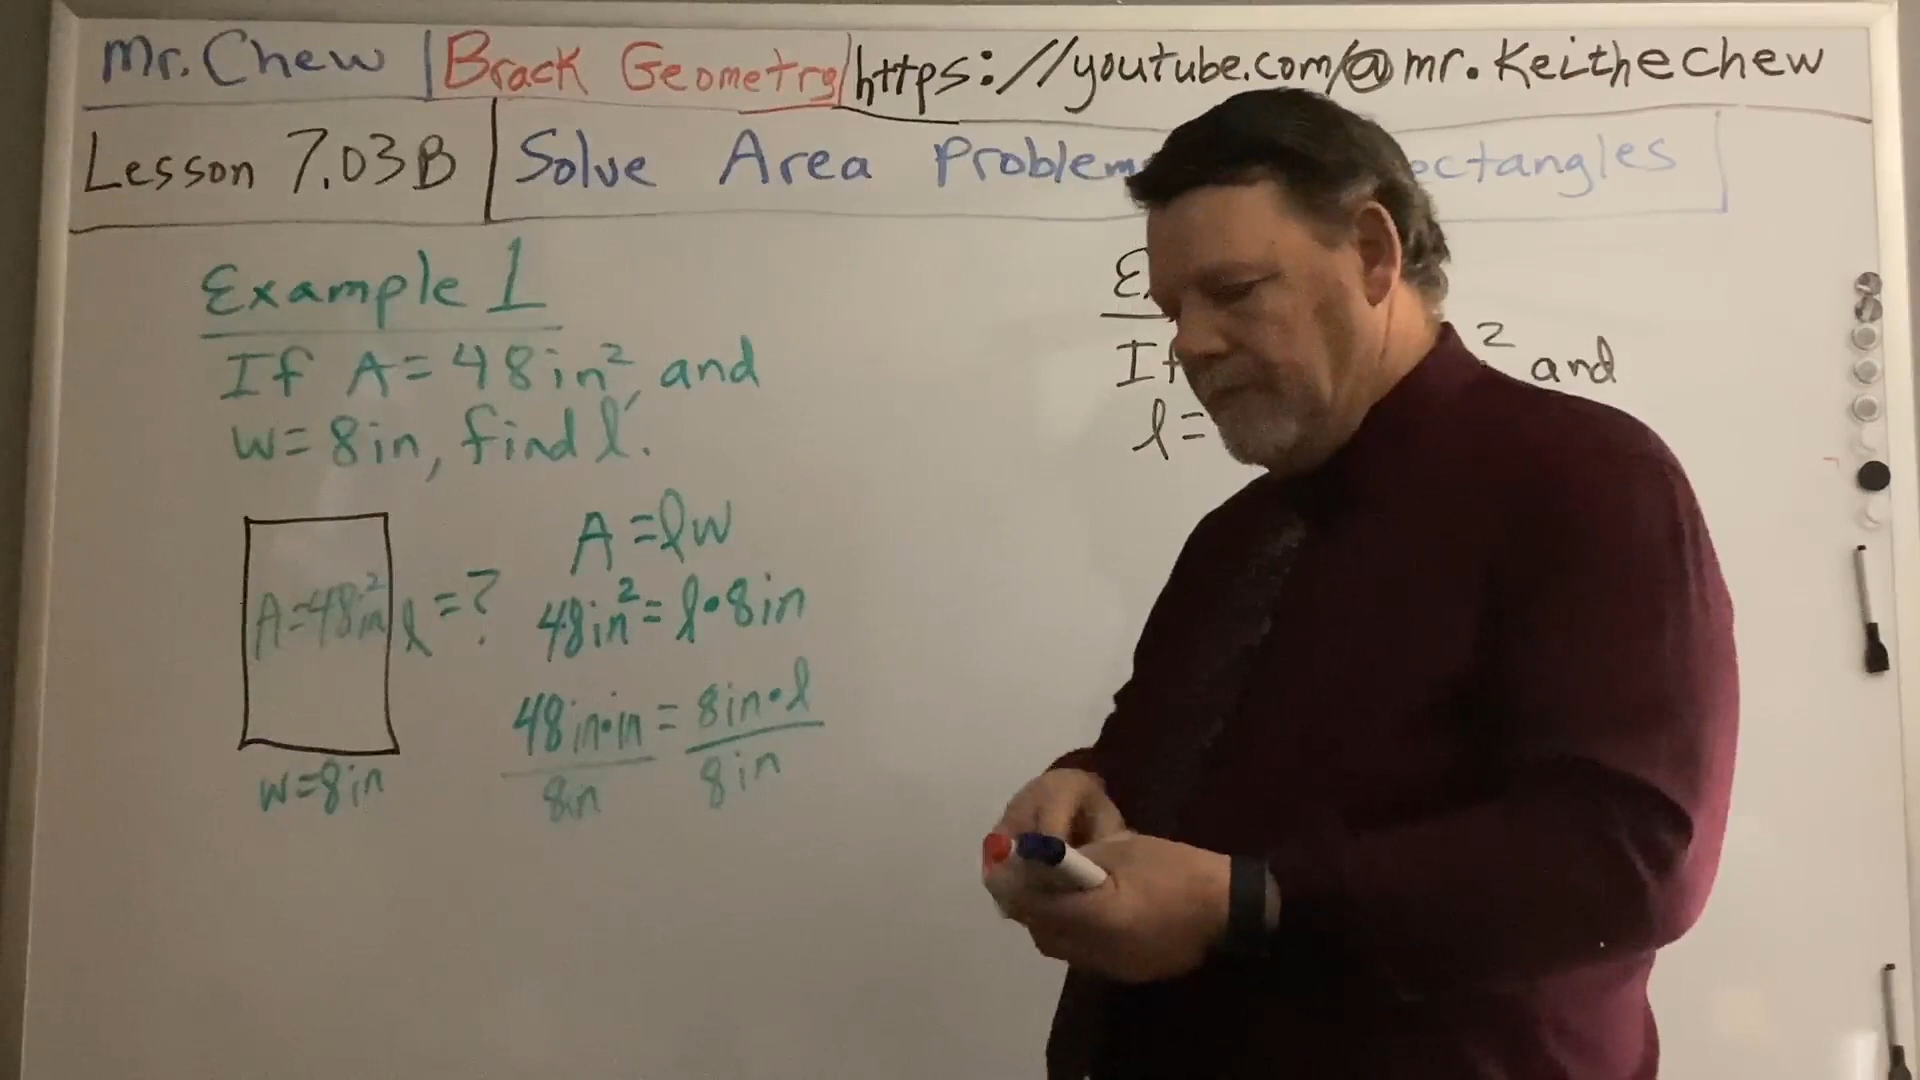 Mr. Chew | Brack Geometry | https://youtube.com/@mr.keithechew
Lesson 7.03B | Solve Area Problem
Example 1
If A=48in², and
w=8in, find l.
A=48in²
l=?
w=8in
A=lw
48in²=l•8in
48in•in=8in•l
8in 8in
If ² and
l=